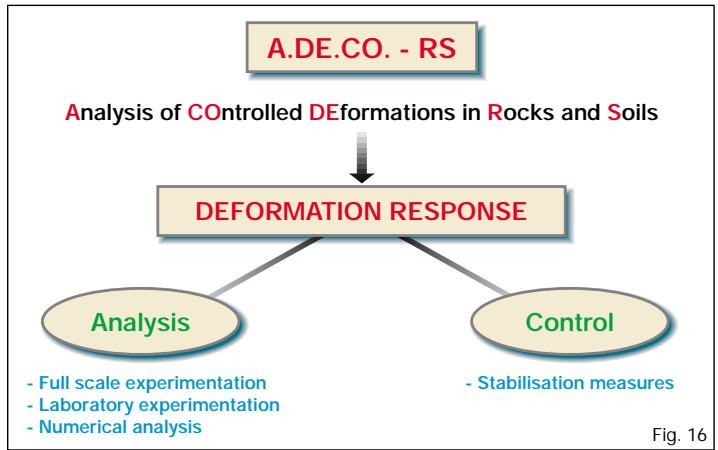 A.DE.CO. - RS
Analysis of COntrolled DEformations in Rocks and Soils
DEFORMATION RESPONSE
Analysis
- Full scale experimentation
- Laboratory experimentation
- Numerical analysis
Control
- Stabilisation measures
Fig. 16